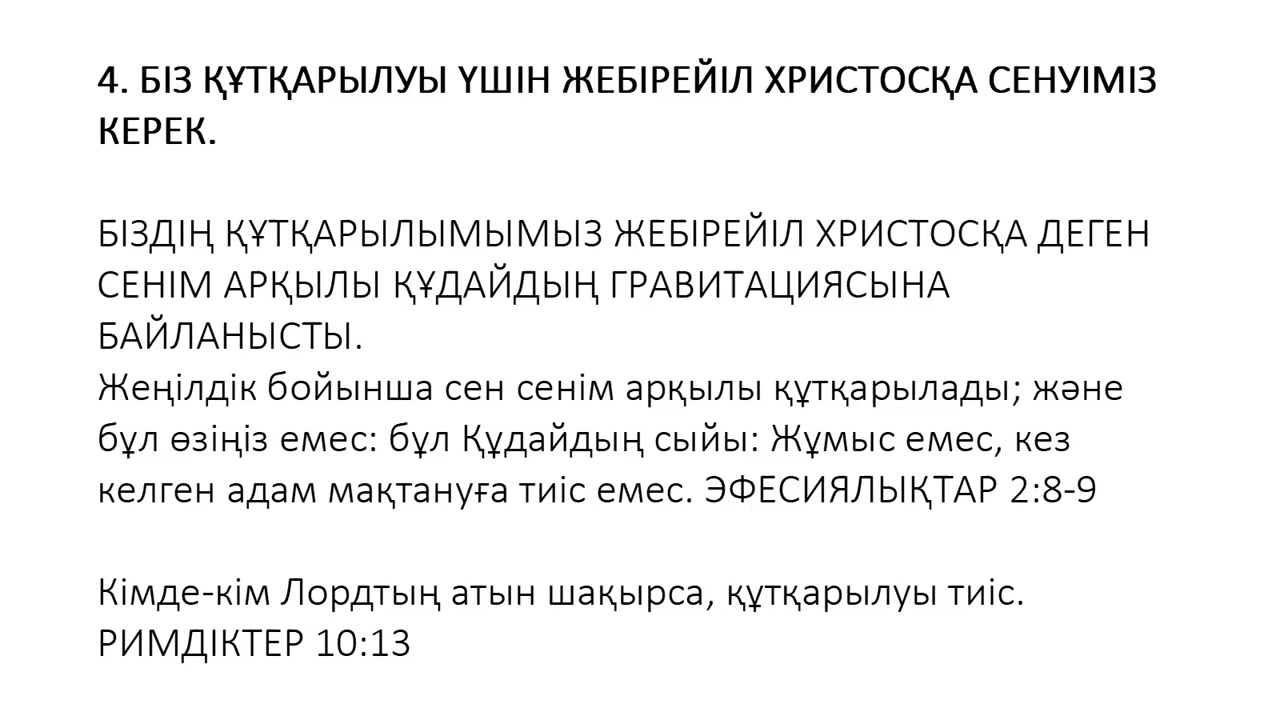 4. БІЗ ҚҰТҚАРЫЛУЫ ҮШІН ЖЕБІРЕЙІЛ ХРИСТОСҚА СЕНУІМІЗ
КЕРЕК.
БІЗДІҢ ҚҰТҚАРЫЛЫМЫМЫЗ ЖЕБІРЕЙІЛ ХРИСТОСҚА ДЕГЕН
СЕНІМ АРҚЫЛЫ ҚҰДАЙДЫҢ ГРАВИТАЦИЯСЫНА
БАЙЛАНЫСТЫ.
Жеңілдік бойынша сен сенім арқылы құтқарылады; және
бұл өзіңіз емес: бұл Құдайдың сыйы: Жұмыс емес, кез
келген адам мақтануға тиіс емес. ЭФЕСИЯЛЫҚТАР 2:8-9
Кімде-кім Лордтың атын шақырса, құтқарылуы тиіс.
РИМДІКТЕР 10:13